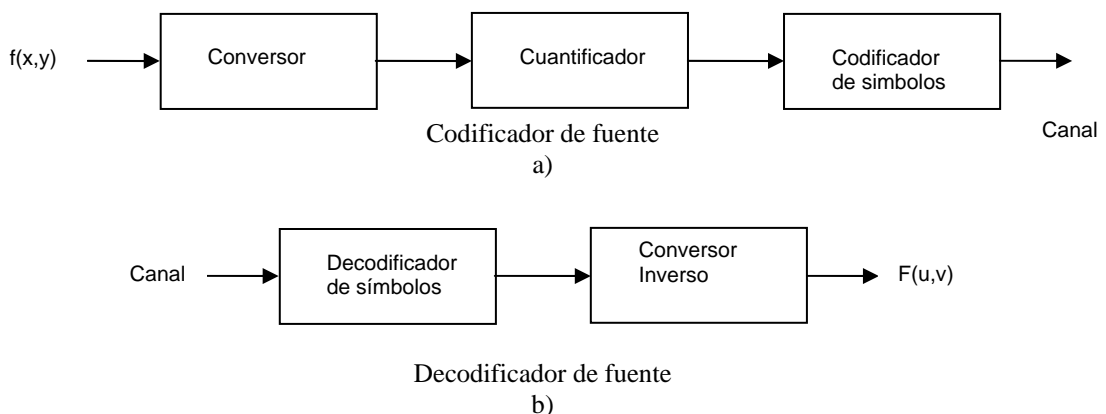 f(x,y)
Conversor
Cuantificador
Codificador
de simbolos
Canal
Codificador de fuente
a)
Canal
Decodificador
de símbolos
Conversor
Inverso
F(u,v)
Decodificador de fuente
b)